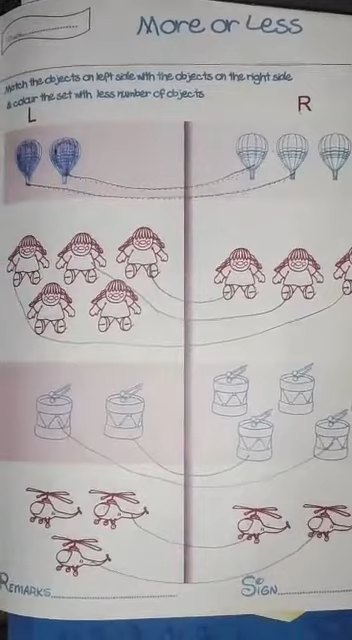 More or Less
Match the objects on left side with the objects on the right side
& colour the set with less number of objects
L
R
REMARKS
SIGN